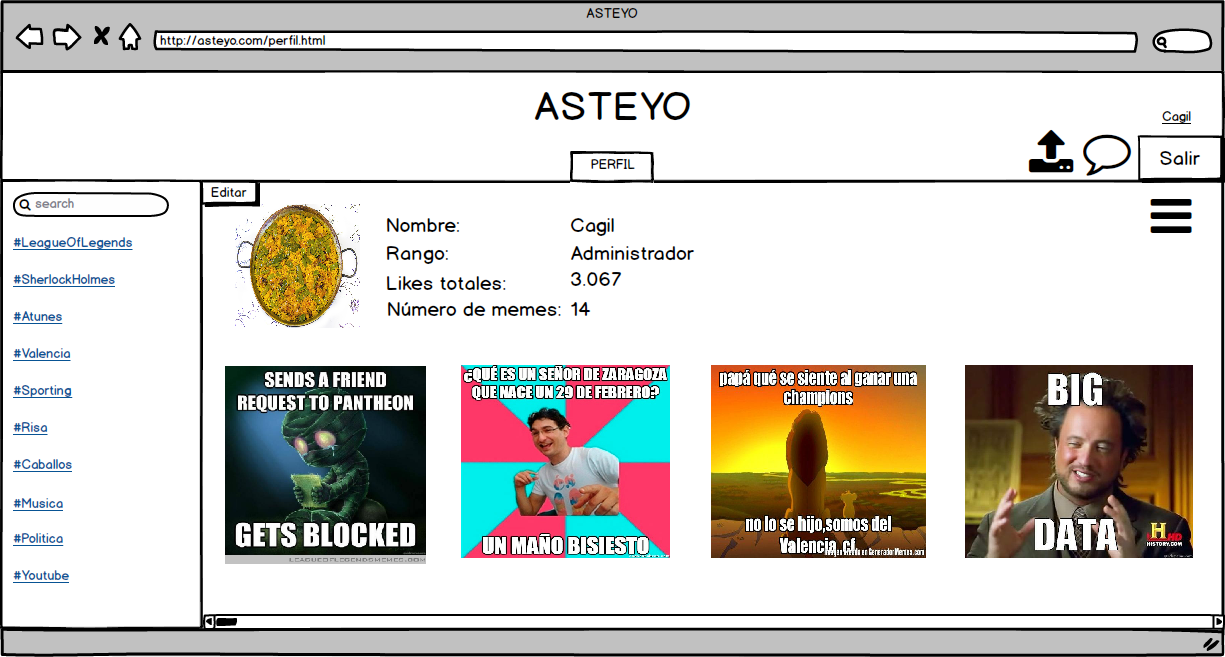 ASTEYO
http://asteyo.com/perfil.html
ASTEYO
Cagil
PERFIL
Salir
search
#LeagueOfLegends
#SherlockHolmes
#Atunes
#Valencia
#Sporting
#Risa
#Caballos
#Musica
#Politica
#Youtube
Editar
Nombre: Cagil
Rango: Administrador
Likes totales: 3.067
Número de memes: 14
SENDS A FRIEND
REQUEST TO PANTHEON
GETS BLOCKED
LEAGUEOFLEGENDSMEMES.COM
¿QUÉ ES UN SEÑOR DE ZARAGOZA
QUE NACE UN 29 DE FEBRERO?
UN MAÑO BISIESTO
papá qué se siente al ganar una
champions
no lo se hijo,somos del
Valencia cf
en GeneradorMemes.com
BIG
DATA
H HD
HISTORY.COM